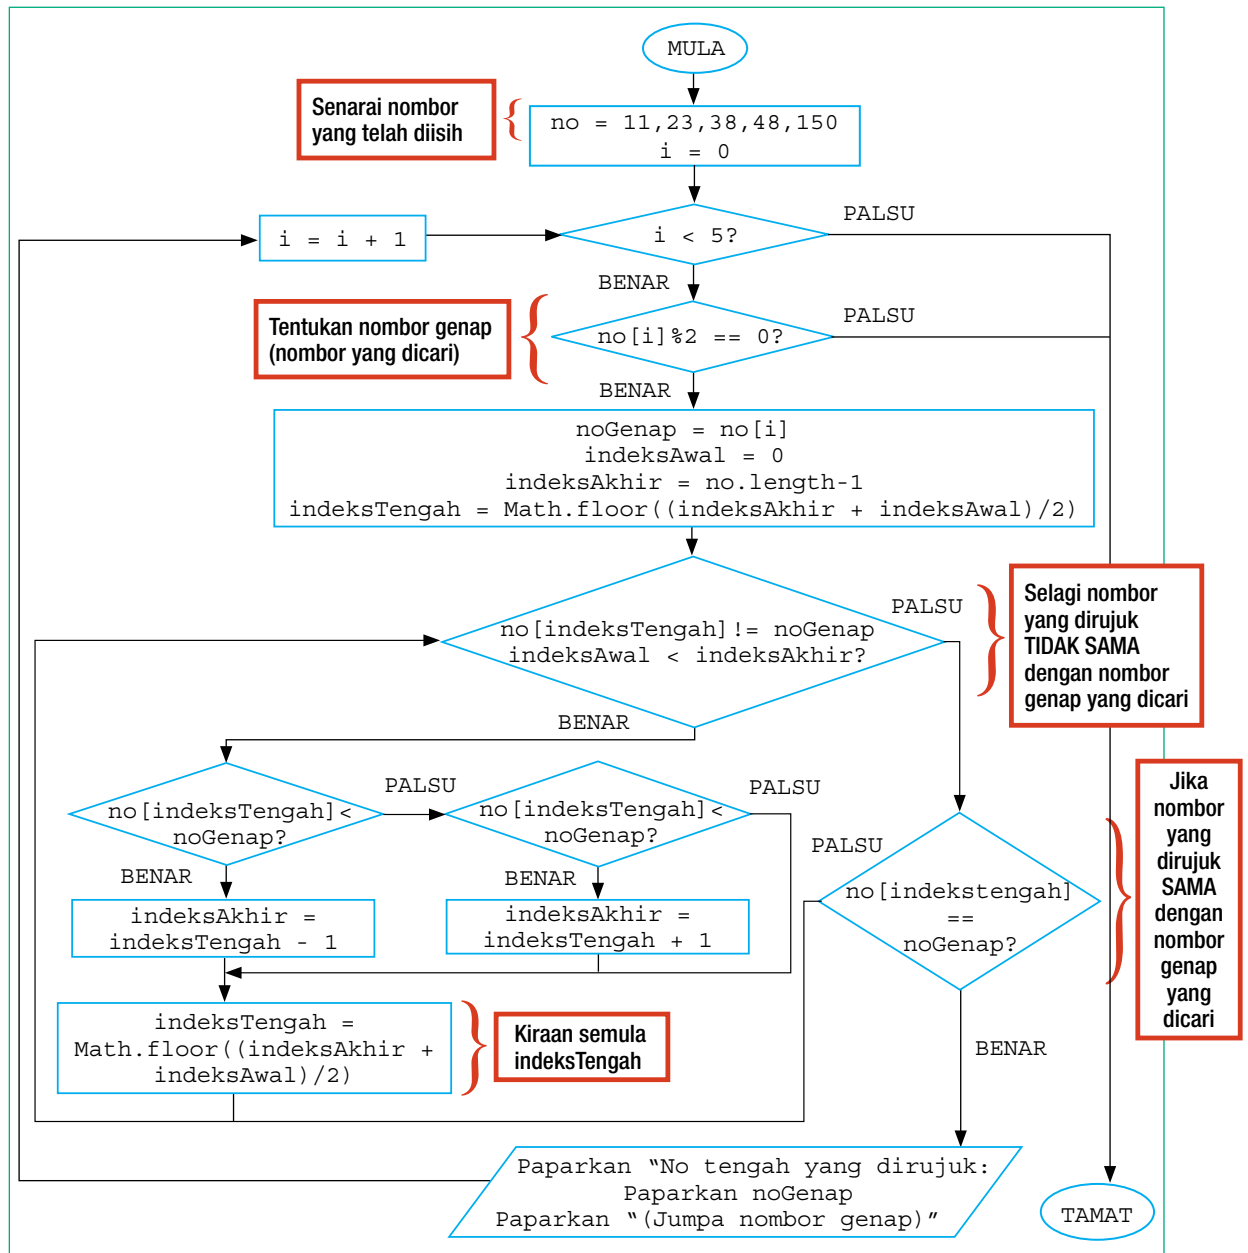 MULA
Senarai nombor
yang telah diisih
no = 11,23,38,48,150
i = 0
i = i + 1
i < 5?
PALSU
BENAR
Tentukan nombor genap
(nombor yang dicari)
no[i]%2 == 0?
PALSU
BENAR
noGenap = no[i]
indeksAwal = 0
indeksAkhir = no.length-1
indeksTengah = Math.floor((indeksAkhir + indeksAwal)/2)
no[indeksTengah]!= noGenap
indeksAwal < indeksAkhir?
PALSU
Selagi nombor
yang dirujuk
TIDAK SAMA
dengan nombor
genap yang dicari
BENAR
no[indeksTengah]<
noGenap?
PALSU
no[indeksTengah]<
noGenap?
PALSU
BENAR
indeksAkhir =
indeksTengah - 1
BENAR
indeksAkhir =
indeksTengah + 1
PALSU
no[indekstengah]
==
noGenap?
Jika
nombor
yang
dirujuk
SAMA
dengan
nombor
genap
yang
dicari
indeksTengah =
Math.floor((indeksAkhir +
indeksAwal)/2)
Kiraan semula
indeksTengah
BENAR
Paparkan “No tengah yang dirujuk:
Paparkan noGenap
Paparkan “(Jumpa nombor genap)”
TAMAT